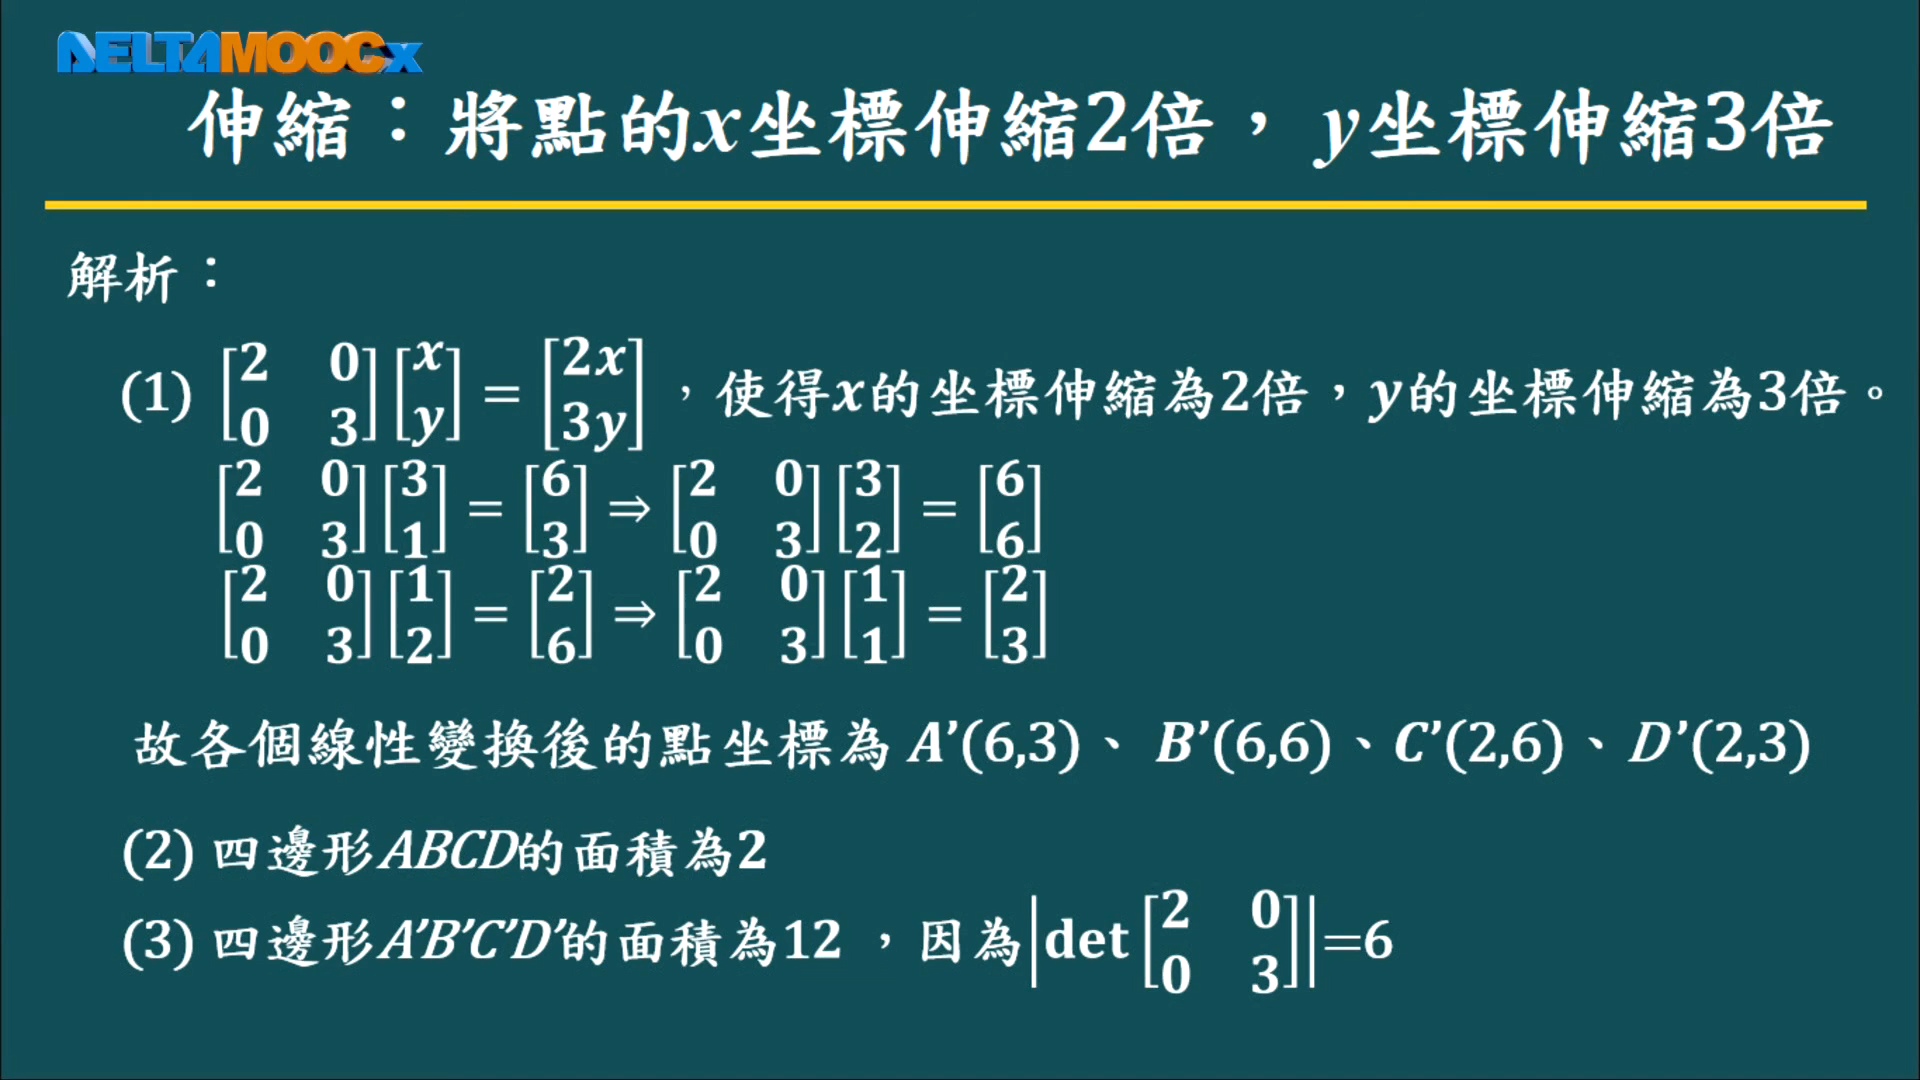 DELTAMOOCx
伸縮：將點的x坐標伸縮2倍，y坐標伸縮3倍
解析：
(1) [2 0; 0 3][x; y] = [2x; 3y]，使得x的坐標伸縮為2倍，y的坐標伸縮為3倍。
[2 0; 0 3][3; 1] = [6; 3] ⇒ [2 0; 0 3][3; 2] = [6; 6]
[2 0; 0 3][1; 2] = [2; 6] ⇒ [2 0; 0 3][1; 1] = [2; 3]
故各個線性變換後的點坐標為 A’(6,3)、 B’(6,6)、C’(2,6)、D’(2,3)
(2) 四邊形ABCD的面積為2
(3) 四邊形A’B’C’D’的面積為12 ，因為|det [2 0; 0 3]|=6